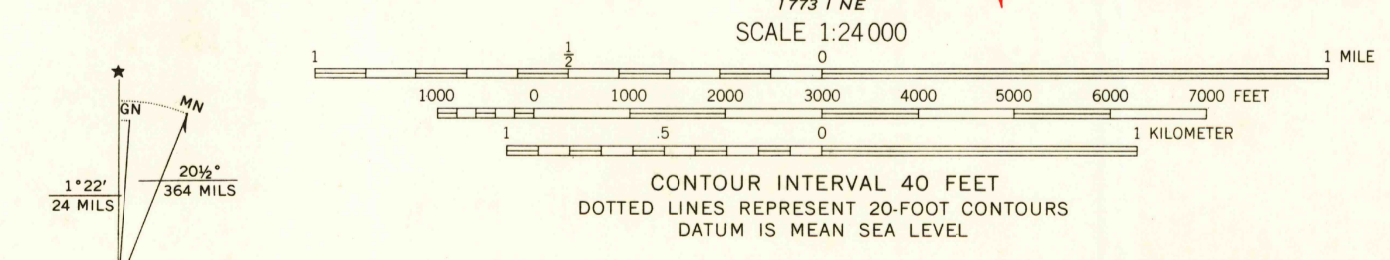 1773 I NE
SCALE 1:24 000
1 ½ 0 1 MILE
1000 0 1000 2000 3000 4000 5000 6000 7000 FEET
1 .5 0 1 KILOMETER
CONTOUR INTERVAL 40 FEET
DOTTED LINES REPRESENT 20-FOOT CONTOURS
DATUM IS MEAN SEA LEVEL
★
GN
MN
1°22′
24 MILS
20½°
364 MILS